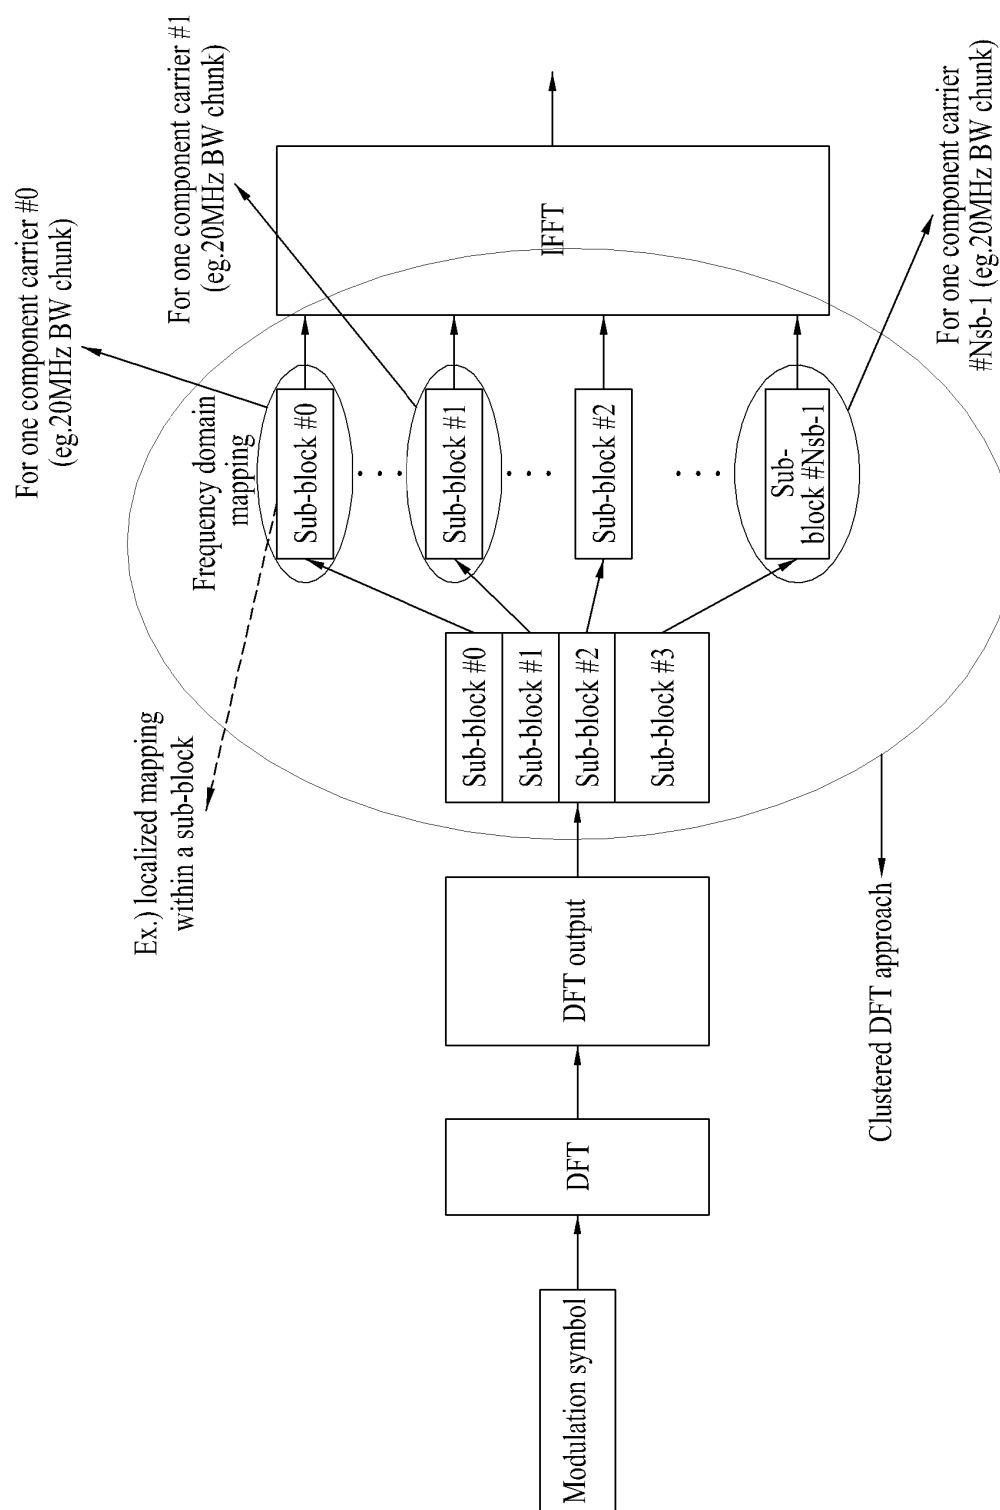 For one component carrier #0
(eg.20MHz BW chunk)
For one component carrier #1
(eg.20MHz BW chunk)
For one component carrier
#Nsb-1 (eg.20MHz BW chunk)
Ex.) localized mapping
within a sub-block
Frequency domain
mapping
Modulation symbol
DFT
DFT output
Sub-block #0
Sub-block #1
Sub-block #2
Sub-block #3
Sub-block #0
Sub-block #1
Sub-block #2
Sub-
block #Nsb-1
IFFT
Clustered DFT approach